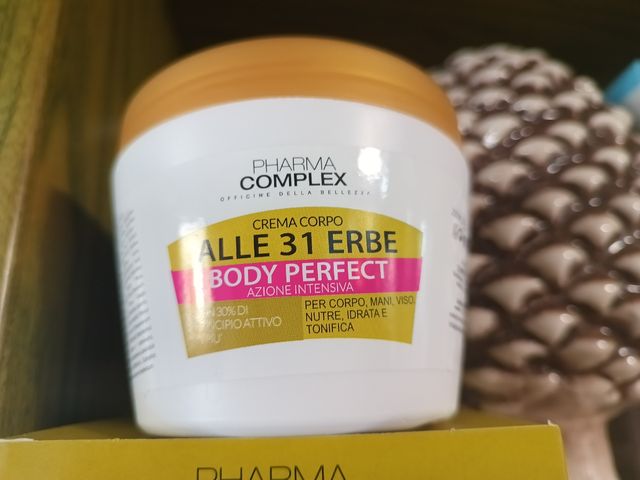 PHARMA
COMPLEX
OFFICINE DELLA BELLEZZA
CREMA CORPO
ALLE 31 ERBE
BODY PERFECT
AZIONE INTENSIVA
PER CORPO, MANI, VISO,
NUTRE, IDRATA E
TONIFICA
30% DI
ATTIVO
PHARMA